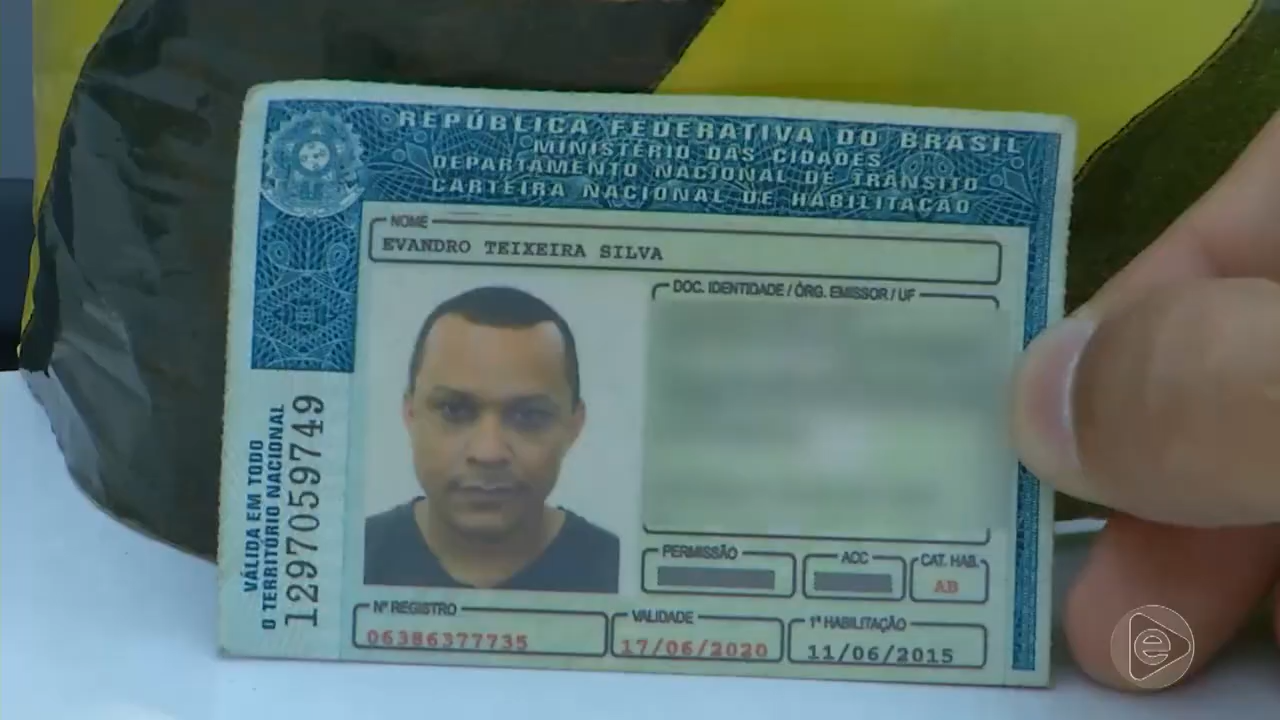 REPÚBLICA FEDERATIVA DO BRASIL
MINISTÉRIO DAS CIDADES
DEPARTAMENTO NACIONAL DE TRÂNSITO
CARTEIRA NACIONAL DE HABILITAÇÃO
NOME
EVANDRO TEIXEIRA SILVA
DOC. IDENTIDADE / ÓRG. EMISSOR / UF
VÁLIDA EM TODO
O TERRITÓRIO NACIONAL
1297059749
PERMISSÃO
ACC
CAT. HAB.
AB
Nº REGISTRO
06386377735
VALIDADE
17/06/2020
1ª HABILITAÇÃO
11/06/2015
e